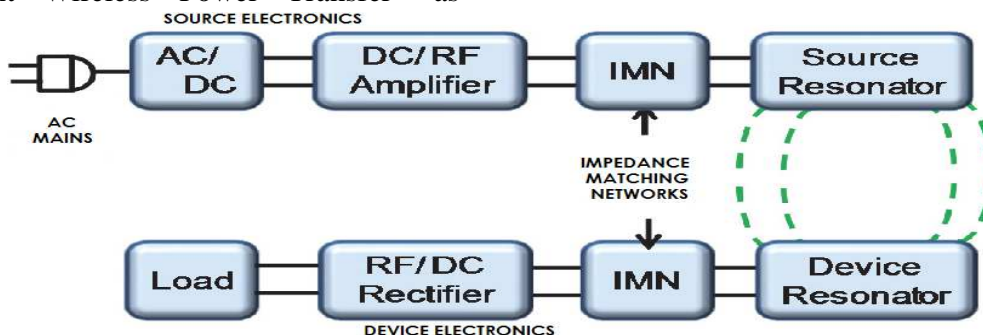 Wireless Power Transfer as
SOURCE ELECTRONICS
AC/
DC
DC/RF
Amplifier
IMN
Source
Resonator
AC
MAINS
IMPEDANCE
MATCHING
NETWORKS
Load
RF/DC
Rectifier
IMN
Device
Resonator
DEVICE ELECTRONICS